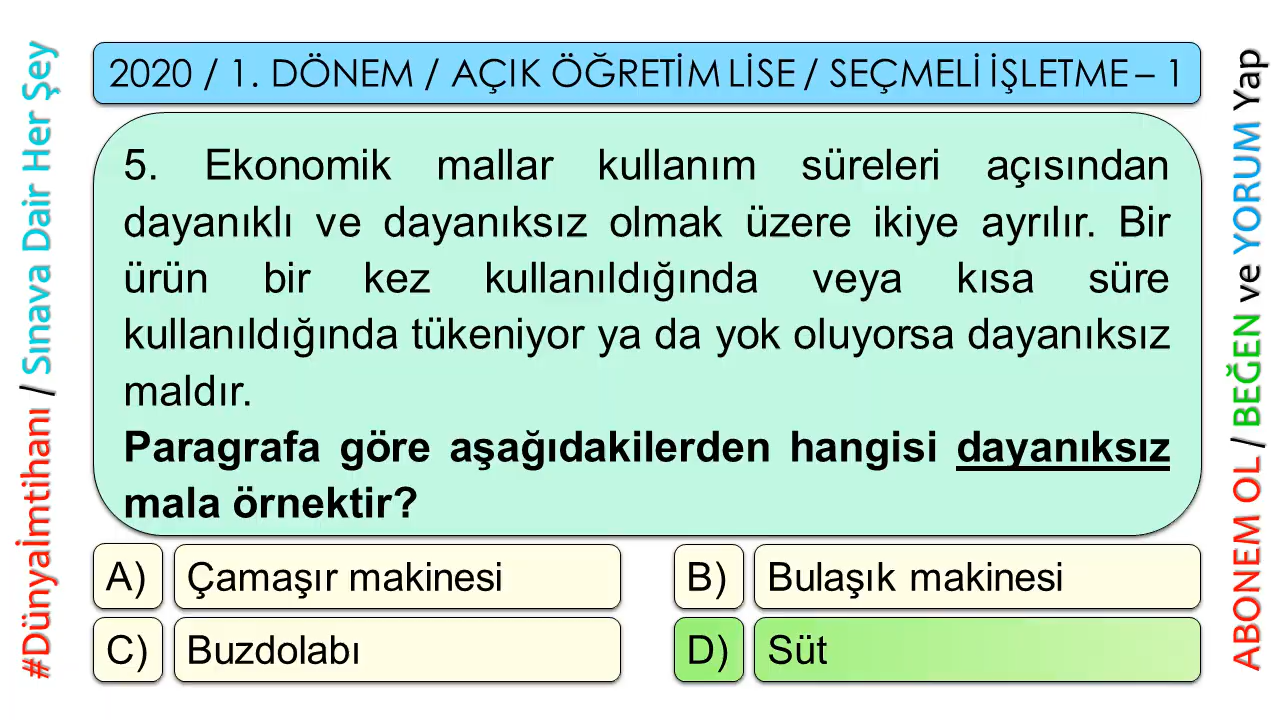 2020 / 1. DÖNEM / AÇIK ÖĞRETİM LİSE / SEÇMELİ İŞLETME – 1
5. Ekonomik mallar kullanım süreleri açısından
dayanıklı ve dayanıksız olmak üzere ikiye ayrılır. Bir
ürün bir kez kullanıldığında veya kısa süre
kullanıldığında tükeniyor ya da yok oluyorsa dayanıksız
maldır.
Paragrafa göre aşağıdakilerden hangisi dayanıksız
mala örnektir?
A) Çamaşır makinesi
B) Bulaşık makinesi
C) Buzdolabı
D) Süt
#Dünyaİmtihanı / Sınava Dair Her Şey
ABONEM OL / BEĞEN ve YORUM Yap